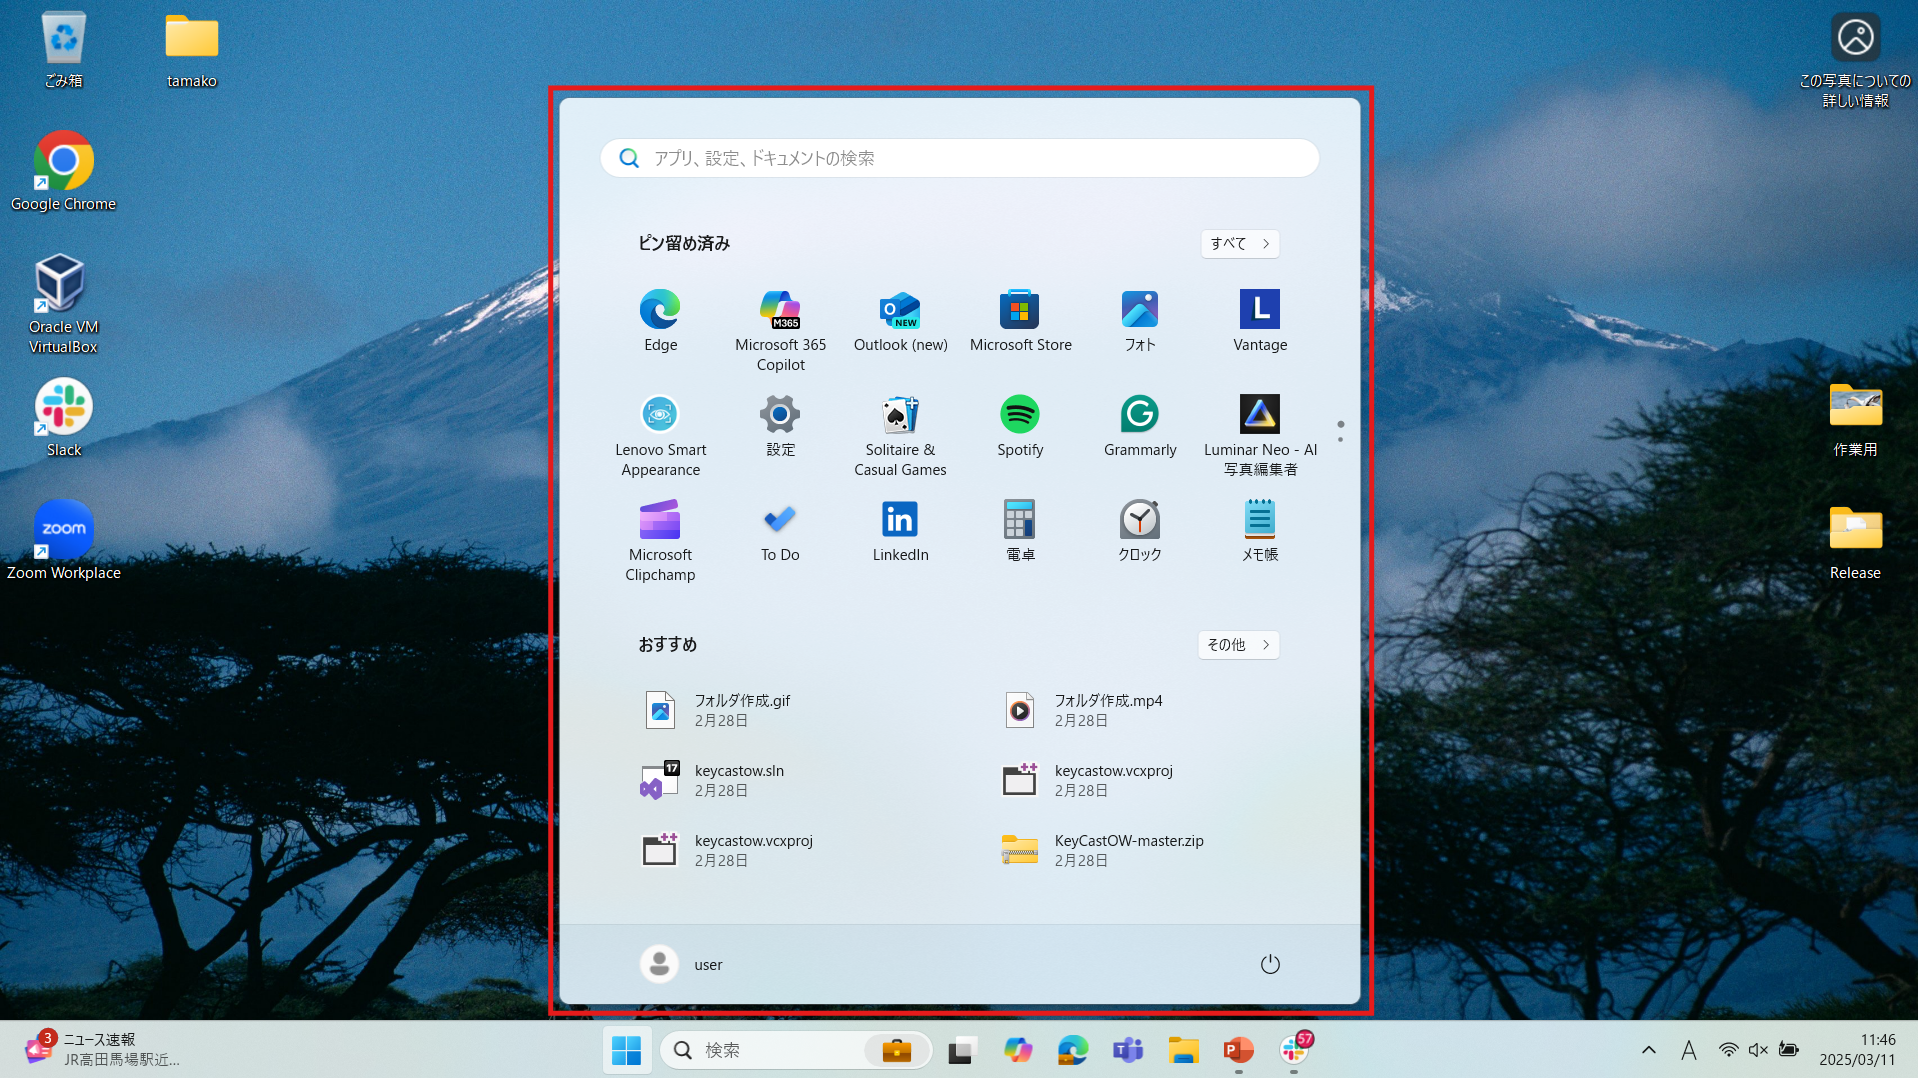 ごみ箱
tamako
この写真についての
詳しい情報
Google Chrome
Oracle VM
VirtualBox
Slack
zoom
Zoom Workplace
作業用
Release
アプリ、設定、ドキュメントの検索
ピン留め済み
すべて
Edge
M365
Microsoft 365
Copilot
NEW
Outlook (new)
Microsoft Store
フォト
L
Vantage
Lenovo Smart
Appearance
設定
Solitaire &
Casual Games
Spotify
Grammarly
Luminar Neo - AI
写真編集者
Microsoft
Clipchamp
To Do
in
LinkedIn
電卓
クロック
メモ帳
おすすめ
その他
フォルダ作成.gif
2月28日
フォルダ作成.mp4
2月28日
17
keycastow.sln
2月28日
keycastow.vcxproj
2月28日
keycastow.vcxproj
2月28日
KeyCastOW-master.zip
2月28日
user
3
ニュース速報
JR高田馬場駅近...
検索
57
A
11:46
2025/03/11